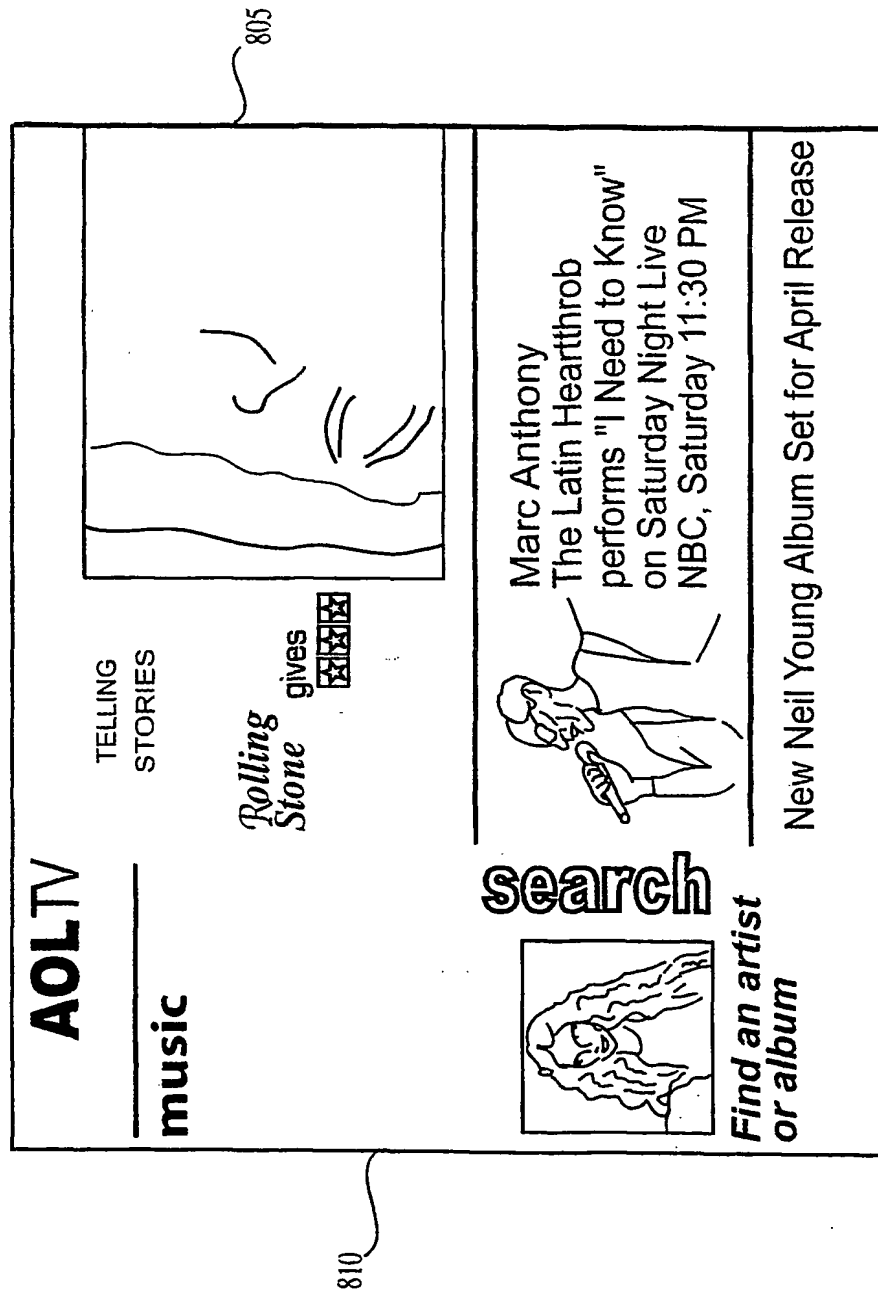 AOLTV
music
TELLING
STORIES
Rolling
Stone
gives
search
Find an artist
or album
Marc Anthony
The Latin Heartthrob
performs "I Need to Know"
on Saturday Night Live
NBC, Saturday 11:30 PM
New Neil Young Album Set for April Release
805
810